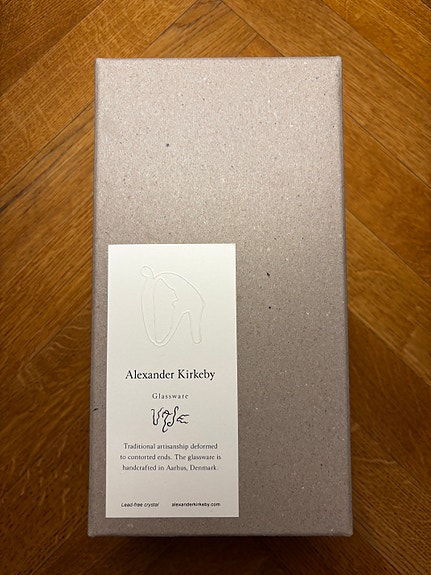 Alexander Kirkeby
Glassware
Vase
Traditional artisanship deformed
to contorted ends. The glassware is
handcrafted in Aarhus, Denmark.
Lead-free crystal alexanderkirkeby.com